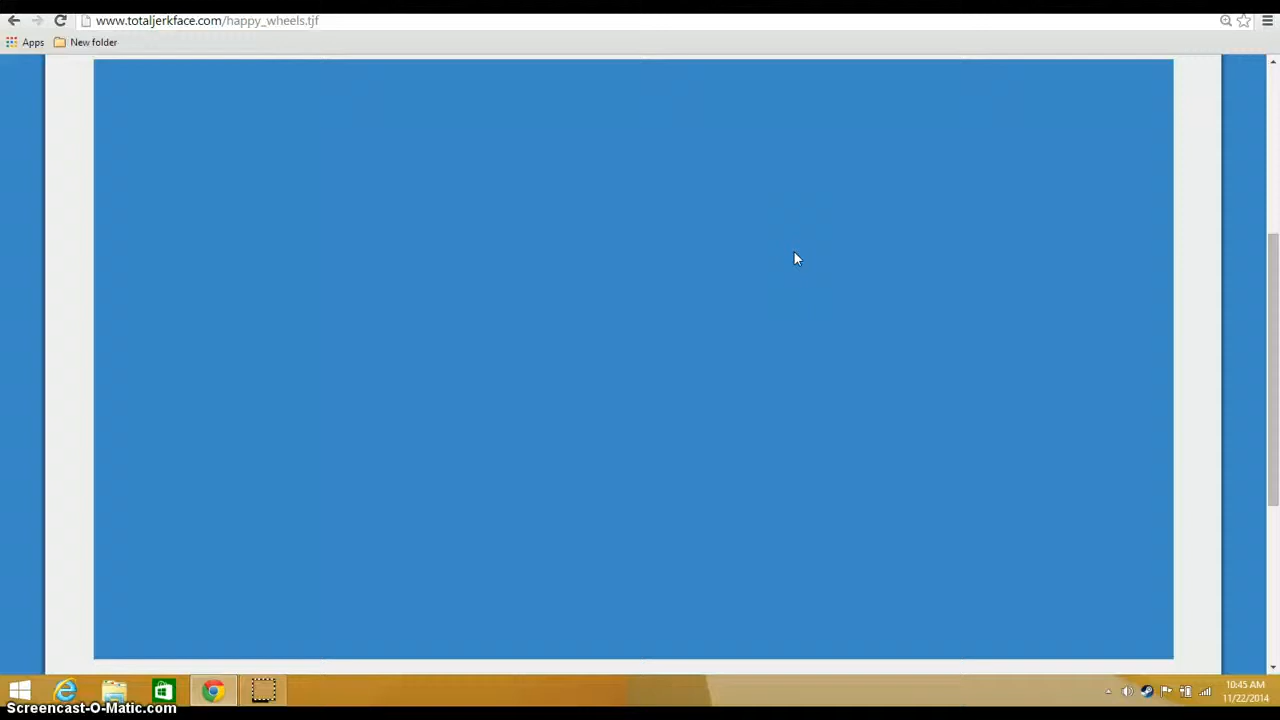 www.totaljerkface.com/happy_wheels.tjf
Apps
New folder
10:45 AM
11/22/2014
Screencast-O-Matic.com